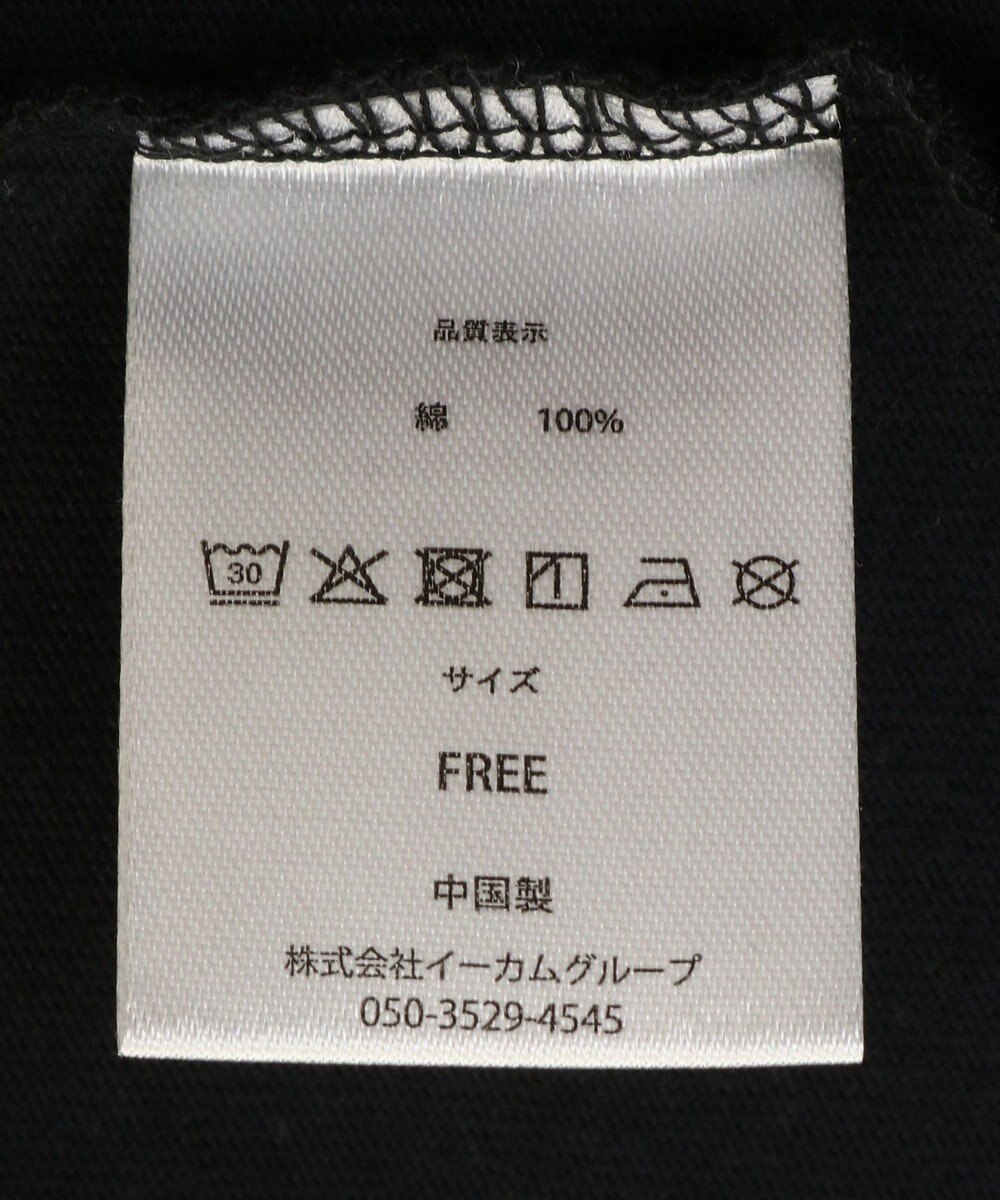 品質表示
綿 100%
30
サイズ
FREE
中国製
株式会社イーカムグループ
050-3529-4545